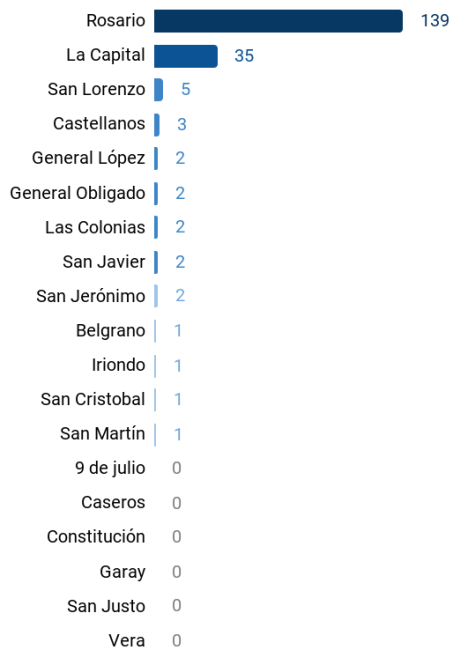 Rosario 139
La Capital 35
San Lorenzo 5
Castellanos 3
General López 2
General Obligado 2
Las Colonias 2
San Javier 2
San Jerónimo 2
Belgrano 1
Iriondo 1
San Cristobal 1
San Martín 1
9 de julio 0
Caseros 0
Constitución 0
Garay 0
San Justo 0
Vera 0